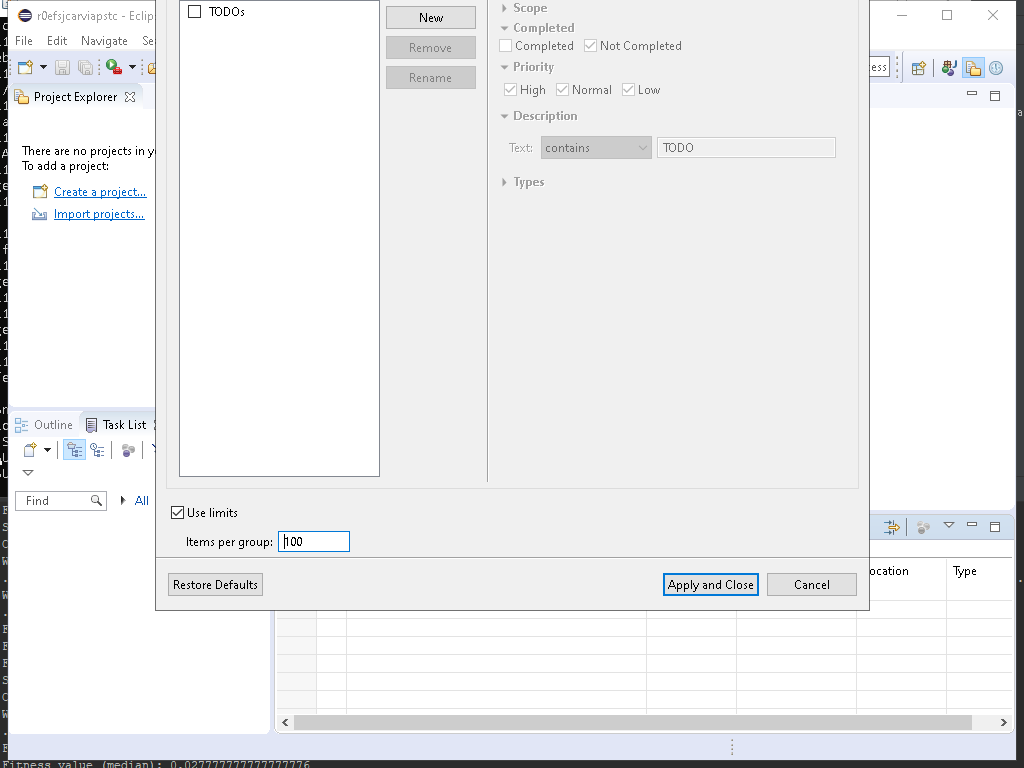 r0efsjcarviapstc - Eclip
File Edit Navigate Se
ess
Project Explorer
There are no projects in y
To add a project:
Create a project...
Import projects...
TODOs
New
Remove
Rename
Scope
Completed
Completed Not Completed
Priority
High Normal Low
Description
Text: contains TODO
Types
Outline Task List
Find All
Use limits
Items per group: 100
Restore Defaults Apply and Close Cancel
ocation Type
Fitness value (median): 0.027777777777777776